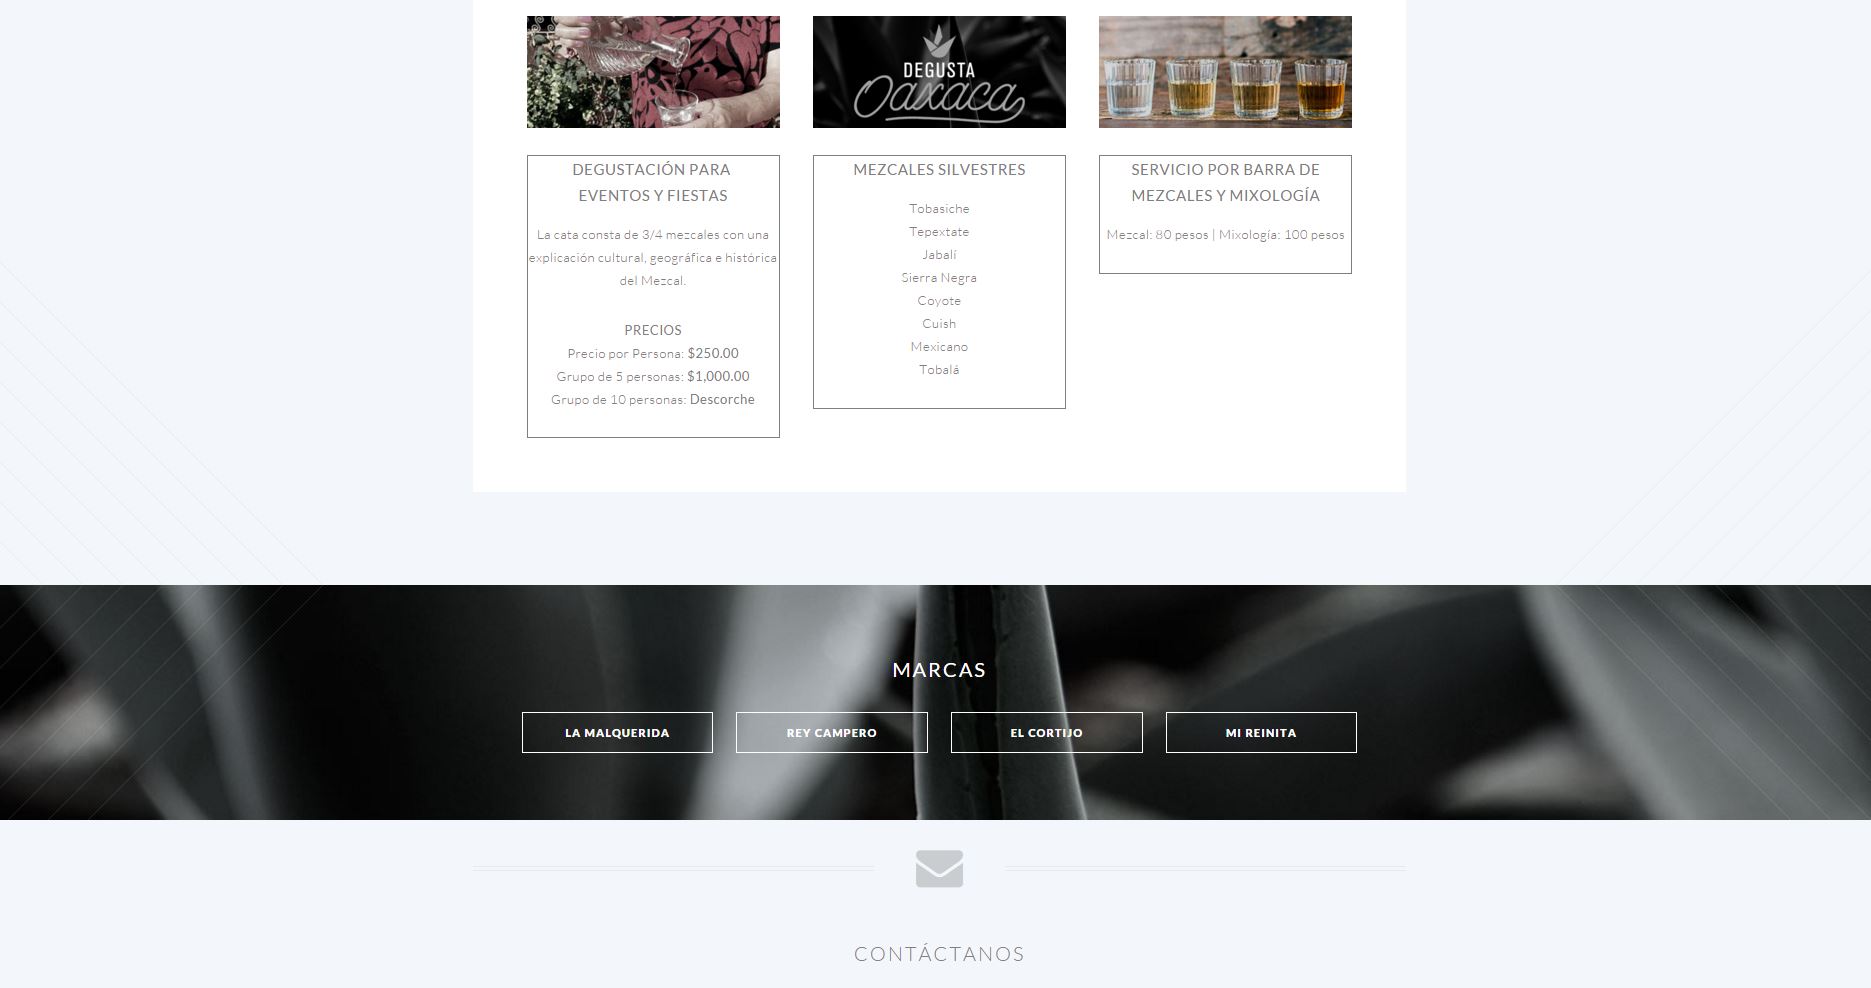 DEGUSTA
Oaxaca
DEGUSTACIÓN PARA
EVENTOS Y FIESTAS
La cata consta de 3/4 mezcales con una
explicación cultural, geográfica e histórica
del Mezcal.
PRECIOS
Precio por Persona: $250.00
Grupo de 5 personas: $1,000.00
Grupo de 10 personas: Descorche
MEZCALES SILVESTRES
Tobasiche
Tepextate
Jabalí
Sierra Negra
Coyote
Cuish
Mexicano
Tobalá
SERVICIO POR BARRA DE
MEZCALES Y MIXOLOGÍA
Mezcal: 80 pesos | Mixología: 100 pesos
MARCAS
LA MALQUERIDA
REY CAMPERO
EL CORTIJO
MI REINITA
CONTÁCTANOS